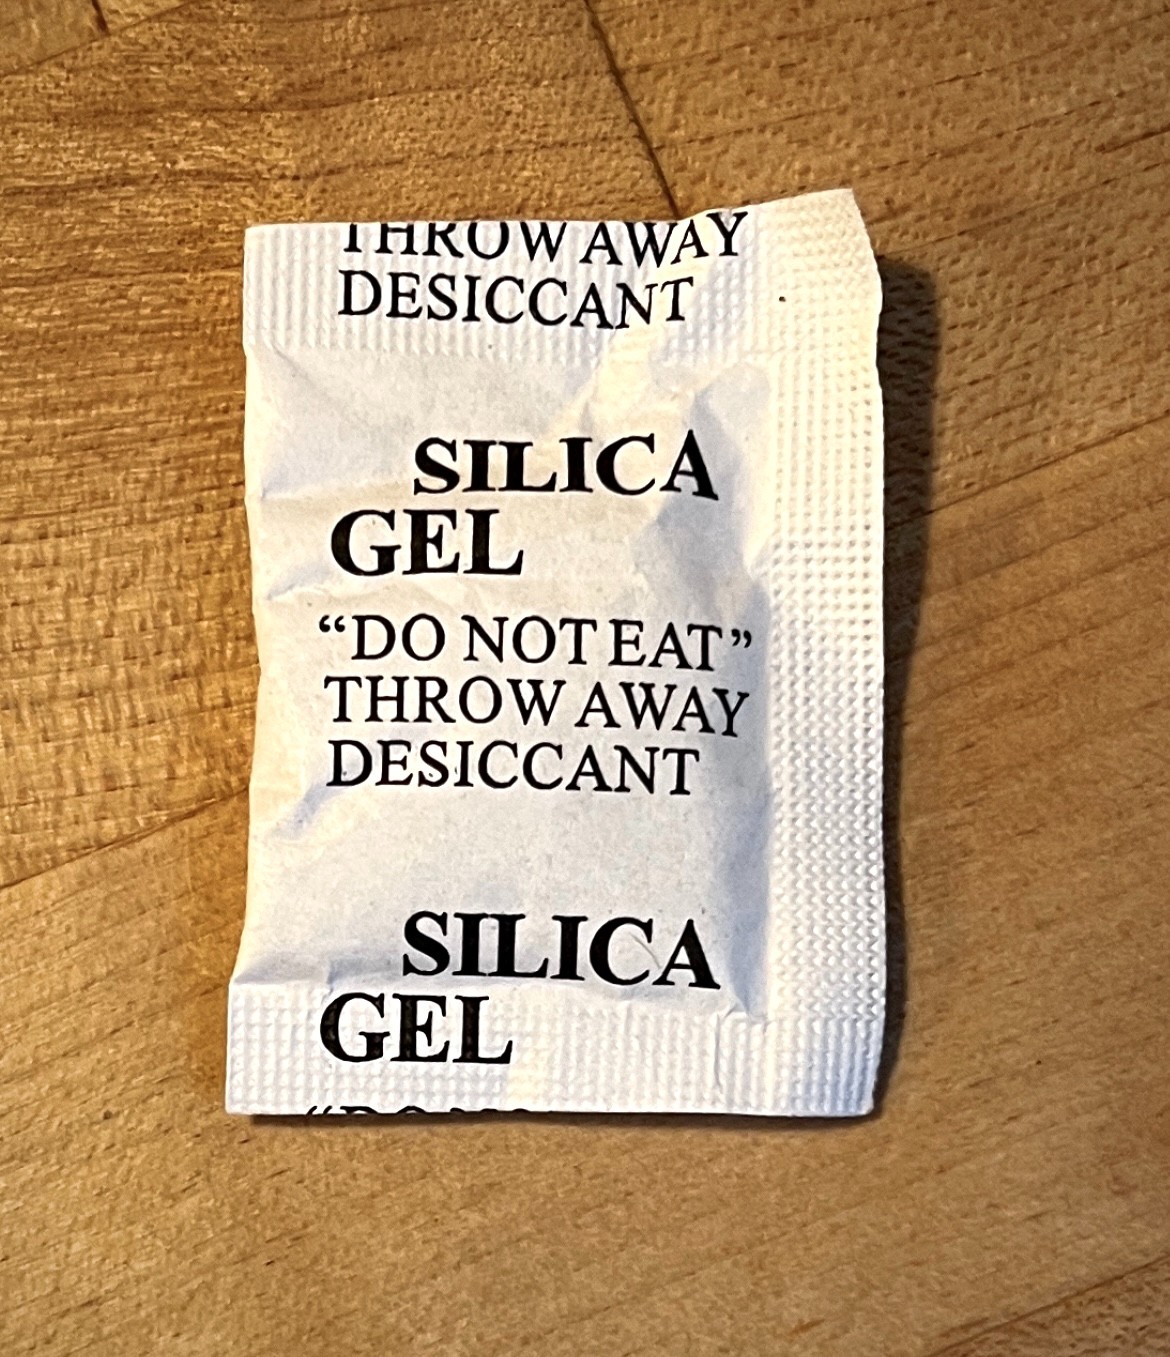 THROW AWAY
DESICCANT
SILICA
GEL
“DO NOT EAT”
THROW AWAY
DESICCANT
SILICA
GEL